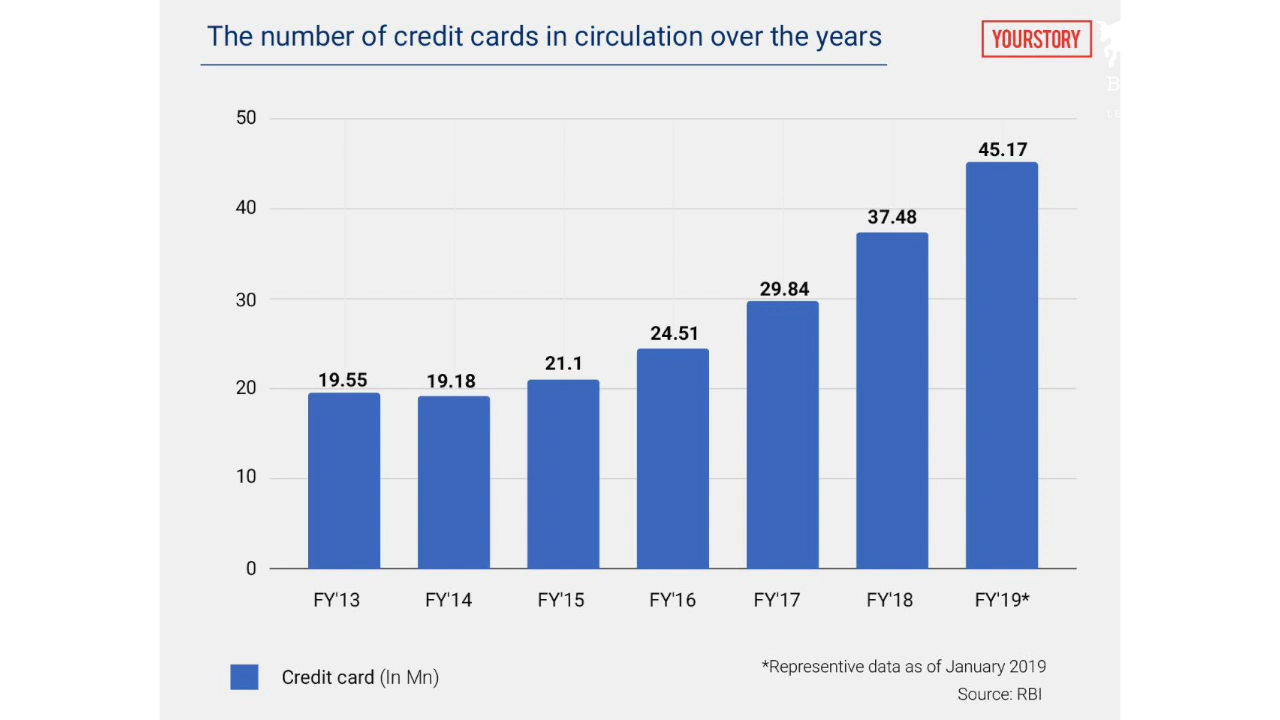 The number of credit cards in circulation over the years
YOURSTORY
B
50
40
30
20
10
0
19.55
19.18
21.1
24.51
29.84
37.48
45.17
FY'13
FY'14
FY'15
FY'16
FY'17
FY'18
FY'19*
Credit card (In Mn)
*Representive data as of January 2019
Source: RBI